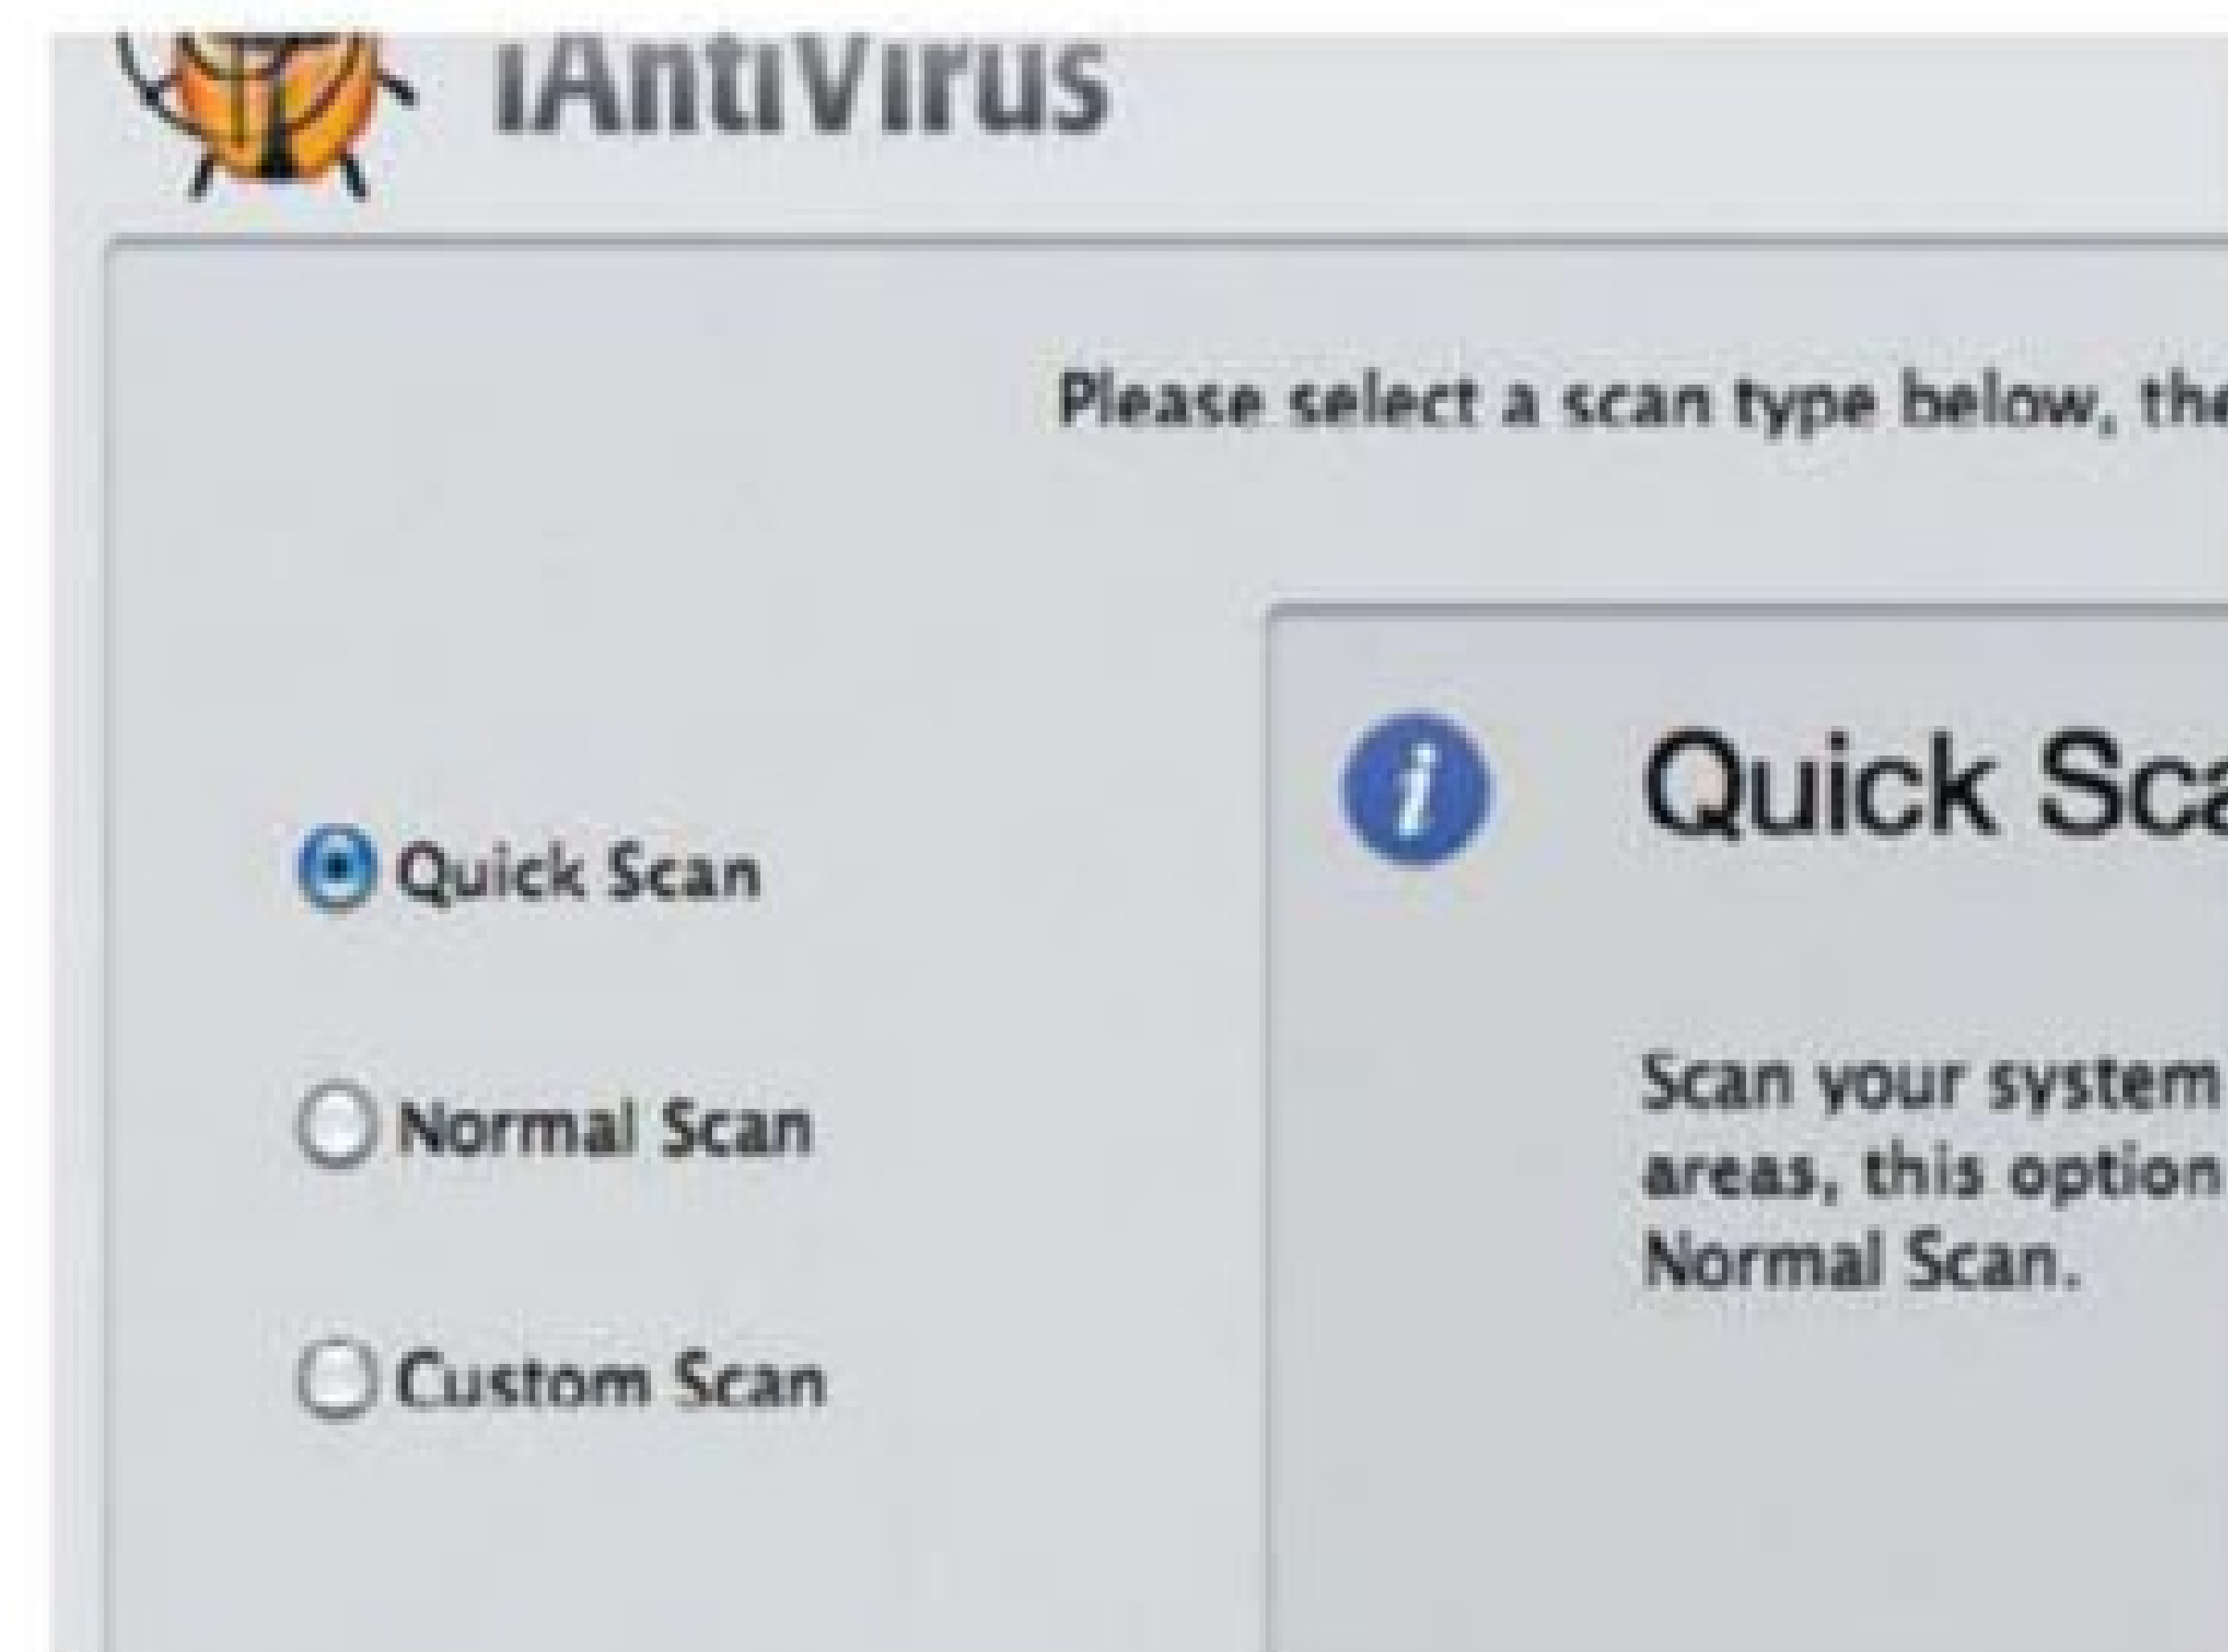 iAntiVirus
Please select a scan type below, the
Quick Sca
Quick Scan
Scan your system
areas, this option
Normal Scan.
Normal Scan
Custom Scan